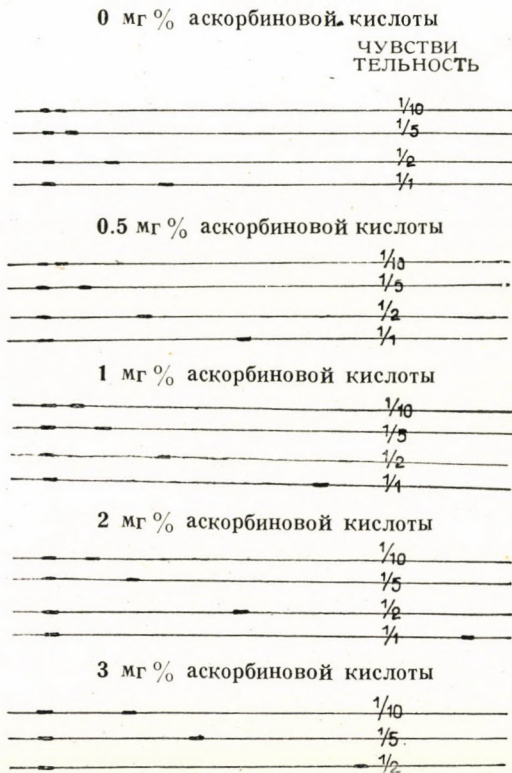 0 мг % аскорбиновой кислоты
ЧУВСТВИ
ТЕЛЬНОСТЬ
1/10
1/5
1/2
1/1
0.5 мг % аскорбиновой кислоты
1/10
1/5
1/2
1/1
1 мг % аскорбиновой кислоты
1/10
1/5
1/2
1/1
2 мг % аскорбиновой кислоты
1/10
1/5
1/2
1/1
3 мг % аскорбиновой кислоты
1/10
1/5
1/2